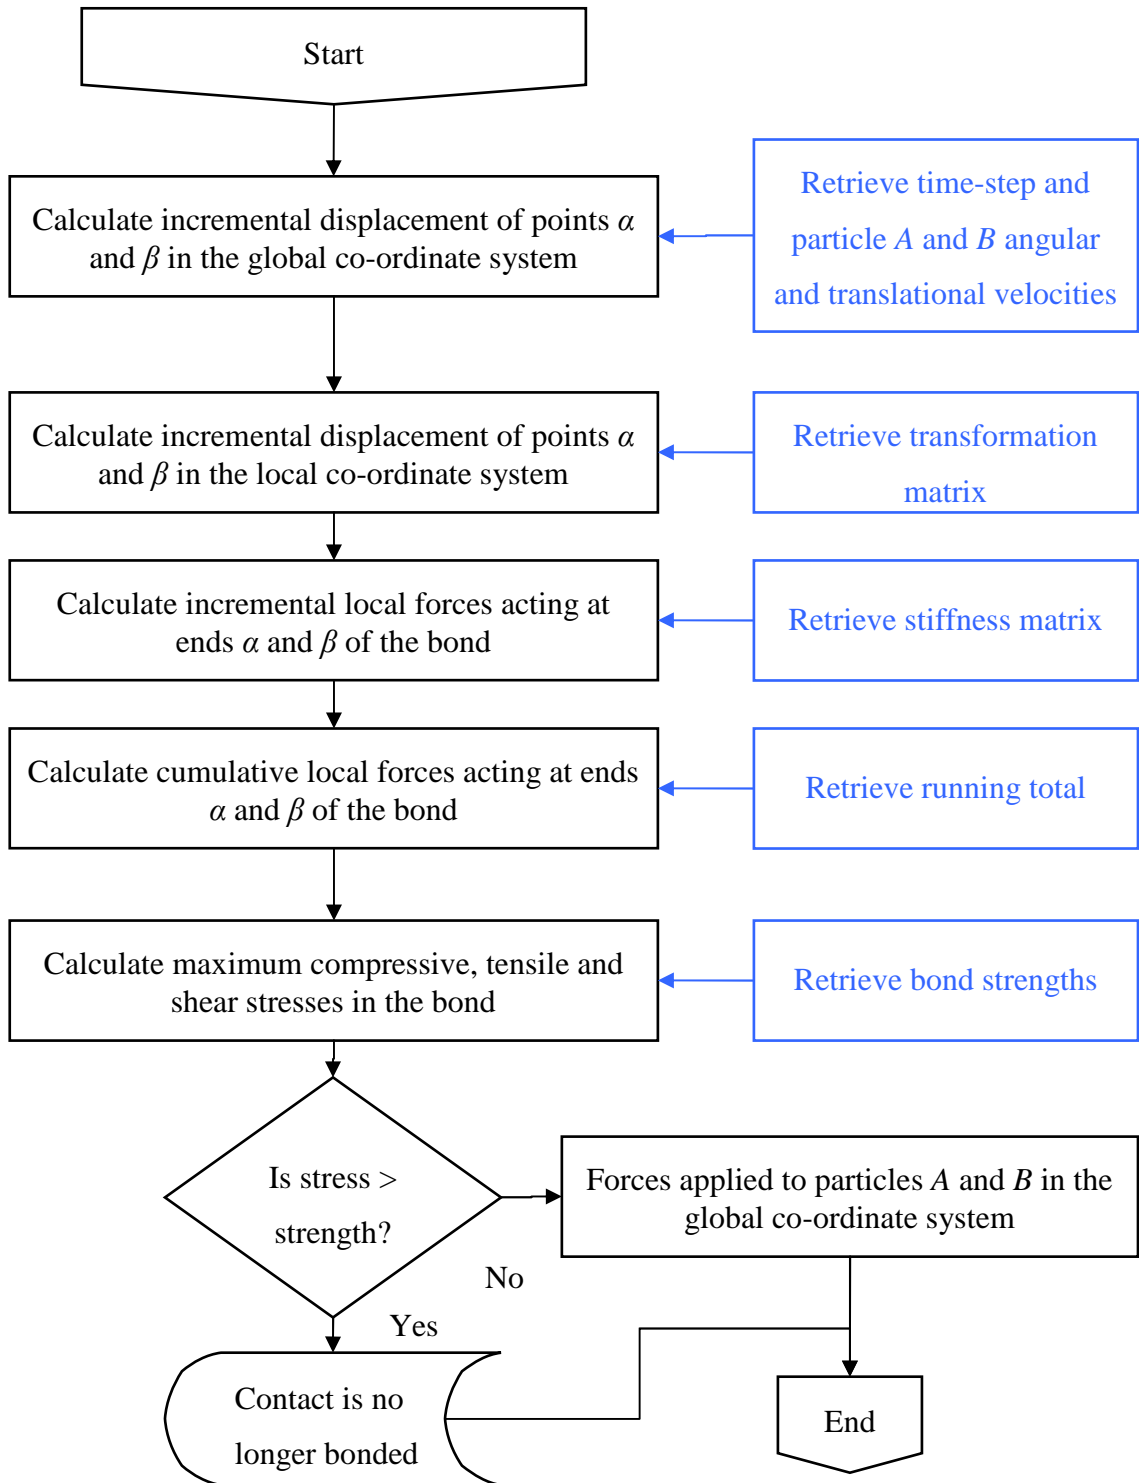 Start
Calculate incremental displacement of points α
and β in the global co-ordinate system
Retrieve time-step and
particle A and B angular
and translational velocities
Calculate incremental displacement of points α
and β in the local co-ordinate system
Retrieve transformation
matrix
Calculate incremental local forces acting at
ends α and β of the bond
Retrieve stiffness matrix
Calculate cumulative local forces acting at ends
α and β of the bond
Retrieve running total
Calculate maximum compressive, tensile and
shear stresses in the bond
Retrieve bond strengths
Is stress >
strength?
Forces applied to particles A and B in the
global co-ordinate system
No
Yes
Contact is no
longer bonded
End